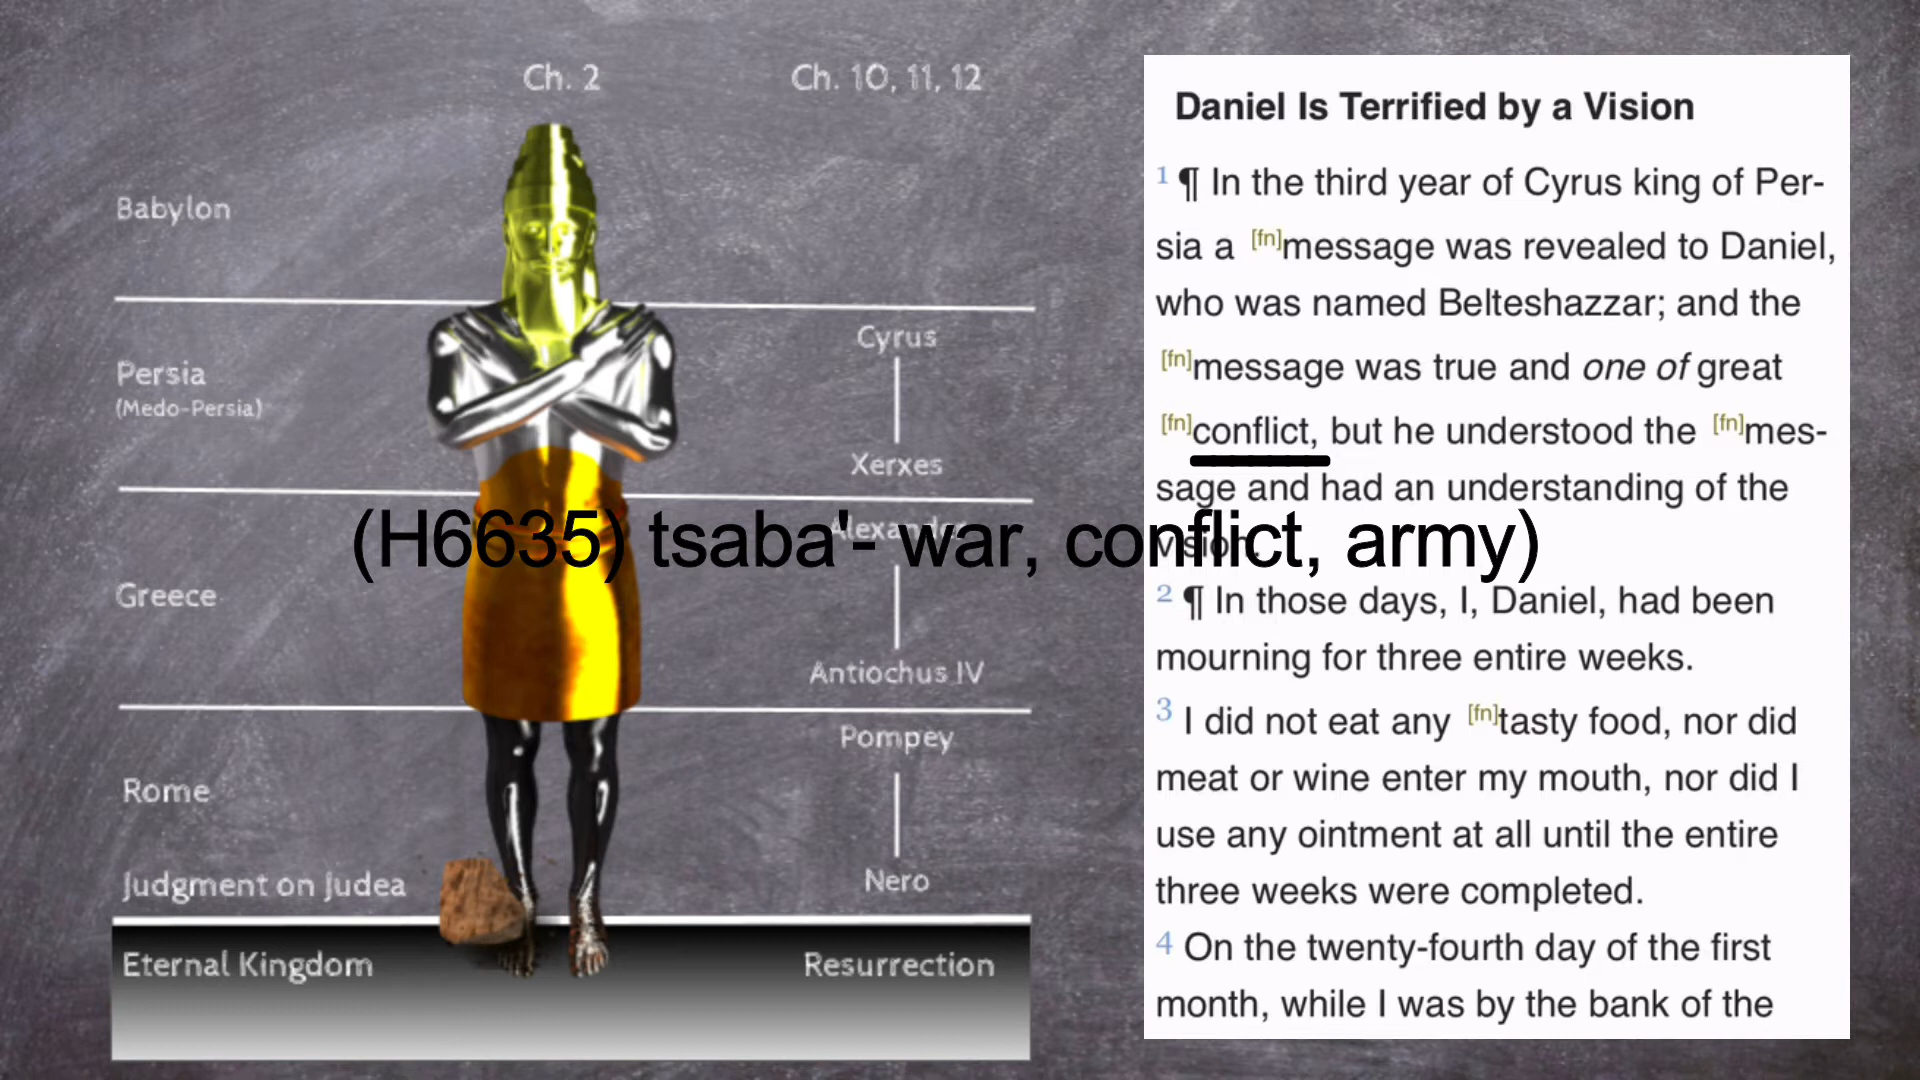 Ch. 2
Ch. 10, 11, 12
Babylon
Persia
(Medo-Persia)
Greece
Rome
Judgment on Judea
Eternal Kingdom
Cyrus
Xerxes
Alexander
Antiochus IV
Pompey
Nero
Resurrection
(H6635) tsaba'- war, conflict, army)
Daniel Is Terrified by a Vision
1 ¶ In the third year of Cyrus king of Per-
sia a [fn]message was revealed to Daniel,
who was named Belteshazzar; and the
[fn]message was true and one of great
[fn]conflict, but he understood the [fn]mes-
sage and had an understanding of the
vision.
2 ¶ In those days, I, Daniel, had been
mourning for three entire weeks.
3 I did not eat any [fn]tasty food, nor did
meat or wine enter my mouth, nor did I
use any ointment at all until the entire
three weeks were completed.
4 On the twenty-fourth day of the first
month, while I was by the bank of the